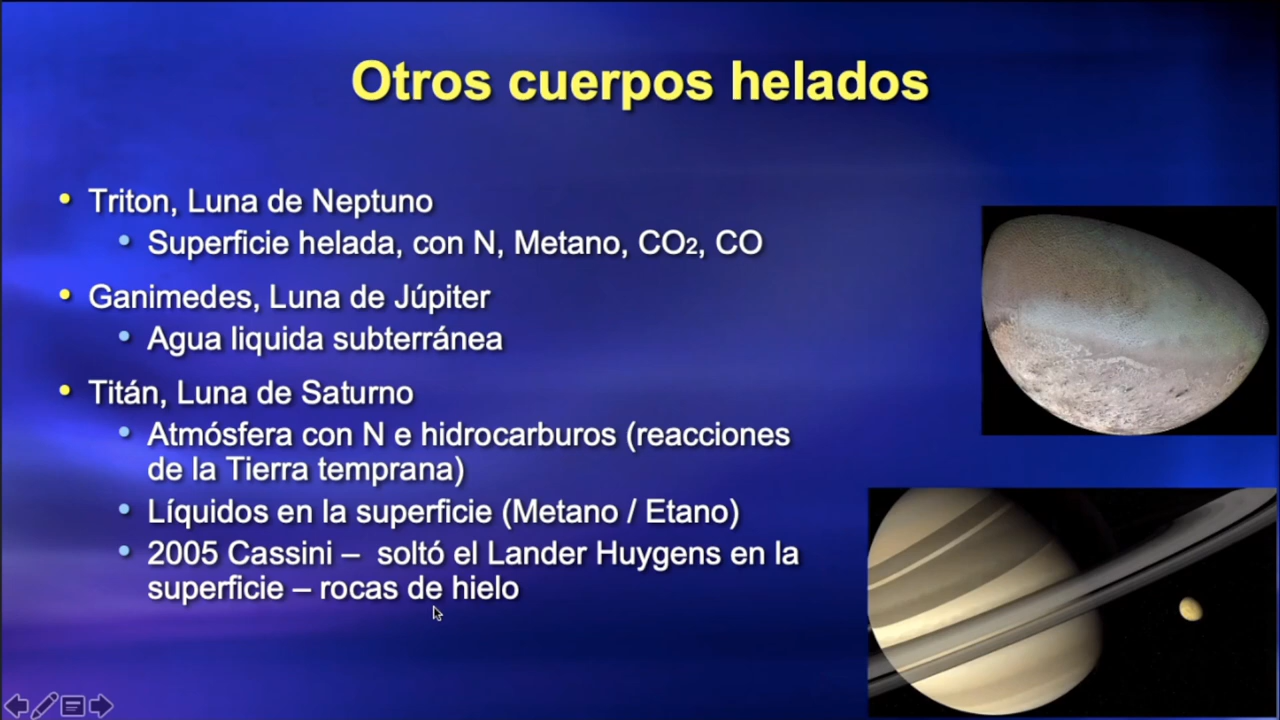 Otros cuerpos helados
• Triton, Luna de Neptuno
• Superficie helada, con N, Metano, CO₂, CO
• Ganimedes, Luna de Júpiter
• Agua liquida subterránea
• Titán, Luna de Saturno
• Atmósfera con N e hidrocarburos (reacciones
de la Tierra temprana)
• Líquidos en la superficie (Metano / Etano)
• 2005 Cassini – soltó el Lander Huygens en la
superficie – rocas de hielo